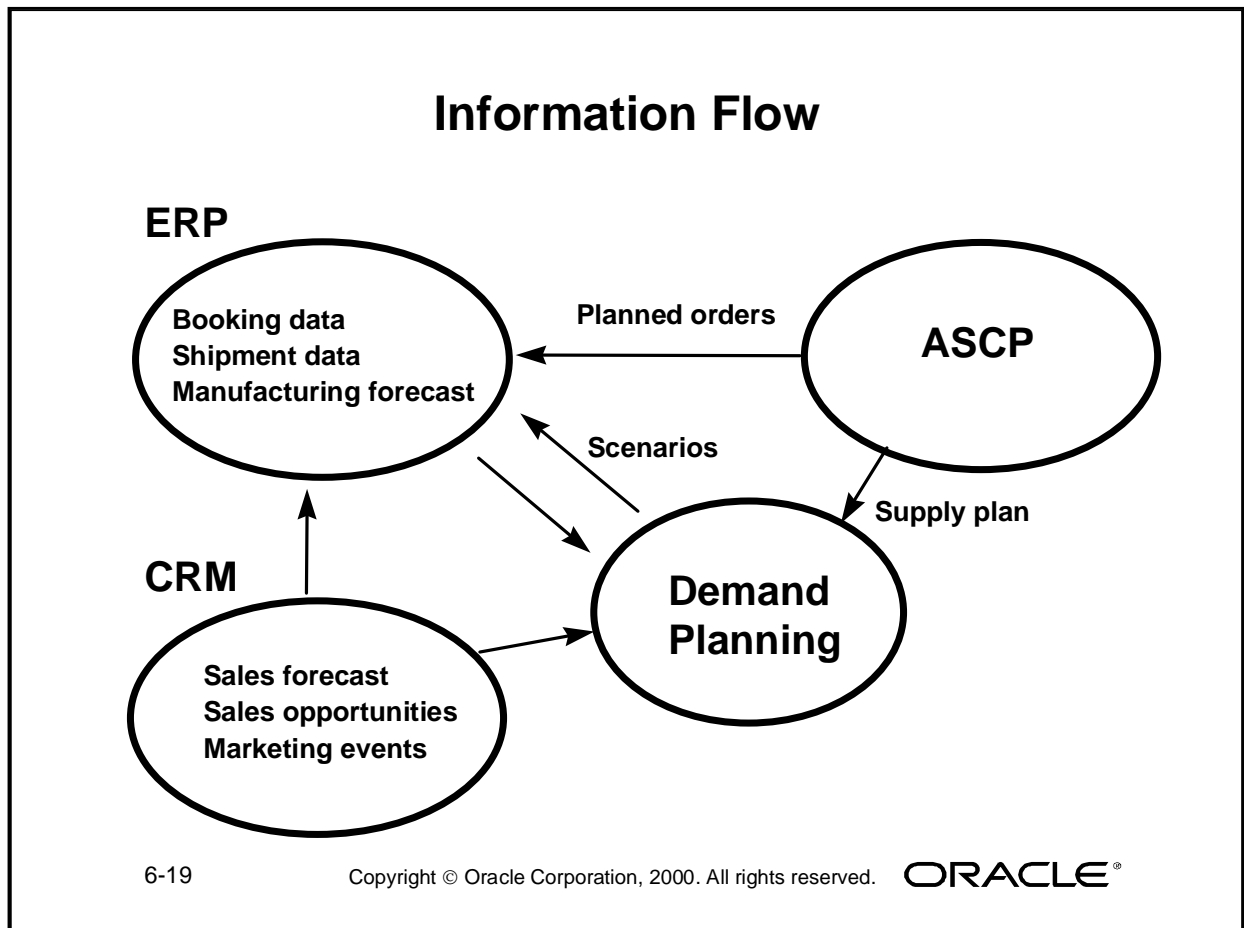 Information Flow
ERP
Booking data
Shipment data
Manufacturing forecast
Planned orders
ASCP
Scenarios
Supply plan
CRM
Demand
Planning
Sales forecast
Sales opportunities
Marketing events
6-19
Copyright © Oracle Corporation, 2000. All rights reserved.
ORACLE®